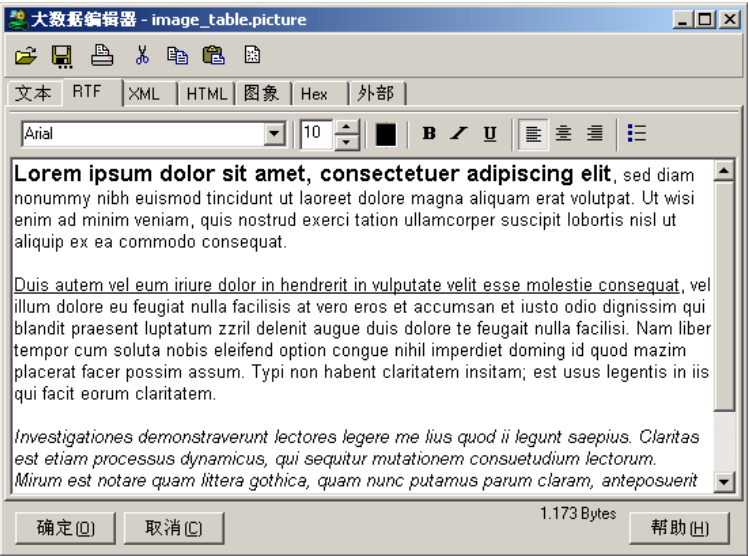 大数据编辑器 - image_table.picture
文本 RTF XML HTML 图象 Hex 外部
Arial 10 B I U
Lorem ipsum dolor sit amet, consectetuer adipiscing elit, sed diam
nonummy nibh euismod tincidunt ut laoreet dolore magna aliquam erat volutpat. Ut wisi
enim ad minim veniam, quis nostrud exerci tation ullamcorper suscipit lobortis nisl ut
aliquip ex ea commodo consequat.
Duis autem vel eum iriure dolor in hendrerit in vulputate velit esse molestie consequat, vel
illum dolore eu feugiat nulla facilisis at vero eros et accumsan et iusto odio dignissim qui
blandit praesent luptatum zzril delenit augue duis dolore te feugait nulla facilisi. Nam liber
tempor cum soluta nobis eleifend option congue nihil imperdiet doming id quod mazim
placerat facer possim assum. Typi non habent claritatem insitam; est usus legentis in iis
qui facit eorum claritatem.
Investigationes demonstraverunt lectores legere me lius quod ii legunt saepius. Claritas
est etiam processus dynamicus, qui sequitur mutationem consuetudium lectorum.
Mirum est notare quam littera gothica, quam nunc putamus parum claram, anteposuerit
确定(O) 取消(C) 1.173 Bytes 帮助(H)